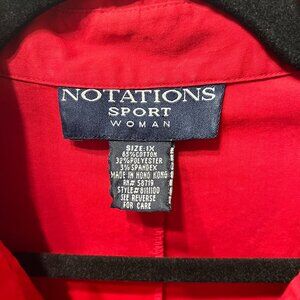 NOTATIONS
SPORT
WOMAN
SIZE:1X
65%COTTON
32%POLYESTER
3%SPANDEX
MADE IN HONG KONG
RN# 58719
STYLE#8111100
SEE REVERSE
FOR CARE